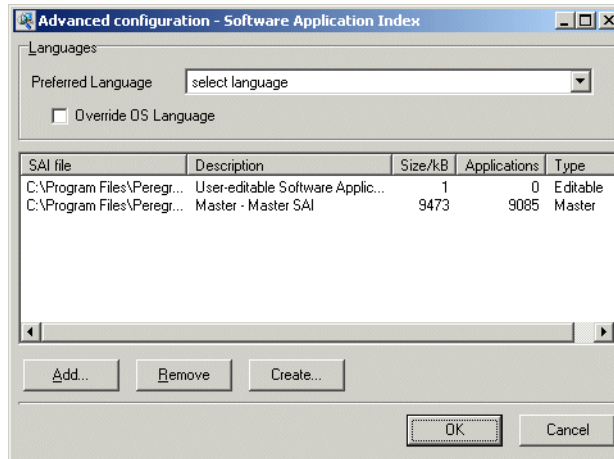 Advanced configuration - Software Application Index
Languages
Preferred Language select language
Override OS Language
SAI file Description Size/kB Applications Type
C:\Program Files\Peregr... User-editable Software Applic... 1 0 Editable
C:\Program Files\Peregr... Master - Master SAI 9473 9085 Master
Add... Remove Create...
OK Cancel